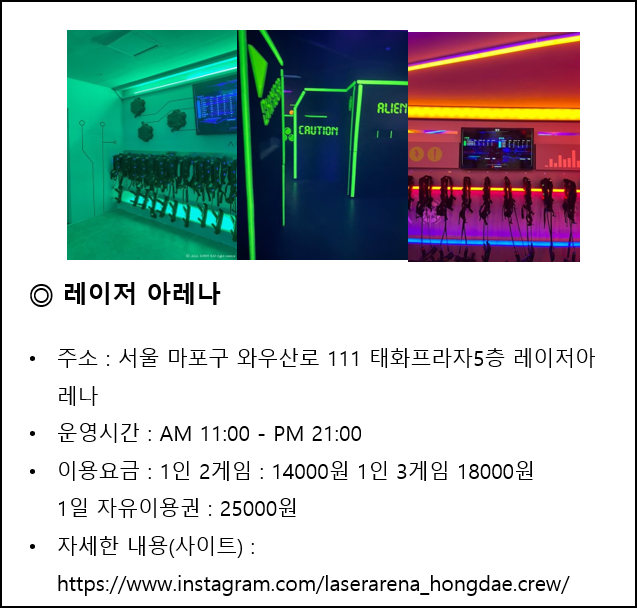 CAUTION
ALIEN
◎ 레이저 아레나
• 주소 : 서울 마포구 와우산로 111 태화프라자5층 레이저아
레나
• 운영시간 : AM 11:00 - PM 21:00
• 이용요금 : 1인 2게임 : 14000원 1인 3게임 18000원
1일 자유이용권 : 25000원
• 자세한 내용(사이트) :
https://www.instagram.com/laserarena_hongdae.crew/